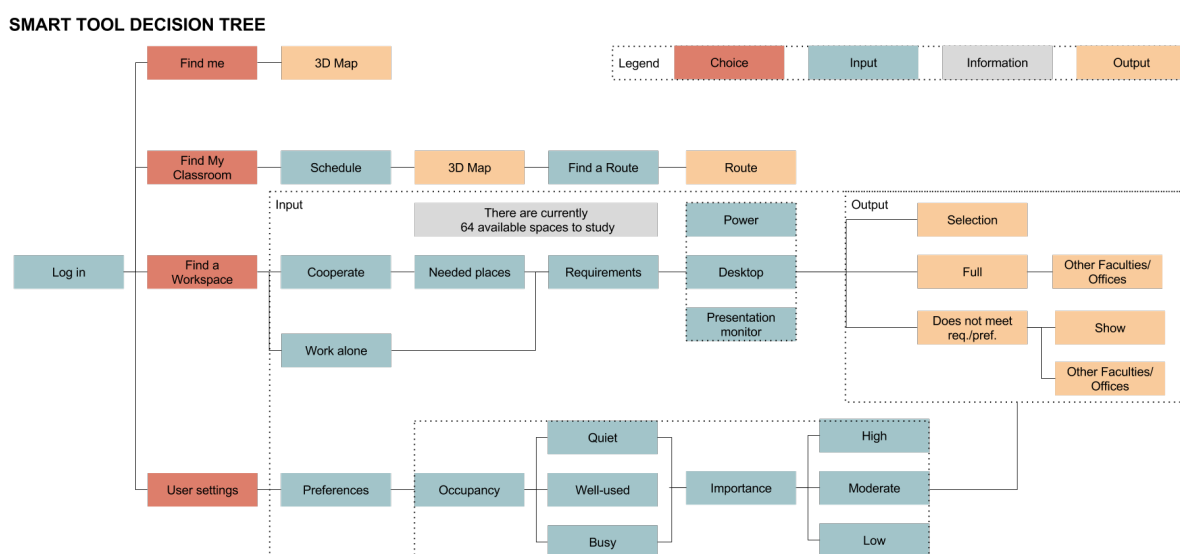 SMART TOOL DECISION TREE
Find me
3D Map
Legend
Choice
Input
Information
Output
Find My
Classroom
Schedule
3D Map
Find a Route
Route
Input
There are currently
64 available spaces to study
Power
Output
Selection
Log in
Find a
Workspace
Cooperate
Needed places
Requirements
Desktop
Full
Other Faculties/
Offices
Work alone
Presentation
monitor
Does not meet
req./pref.
Show
Other Faculties/
Offices
User settings
Preferences
Occupancy
Quiet
Well-used
Busy
Importance
High
Moderate
Low